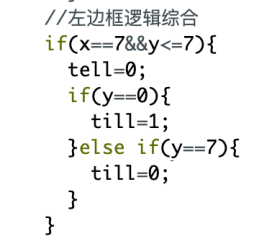 //左边框逻辑综合
if(x==7&&y<=7){
  tell=0;
  if(y==0){
    till=1;
  }else if(y==7){
    till=0;
  }
}